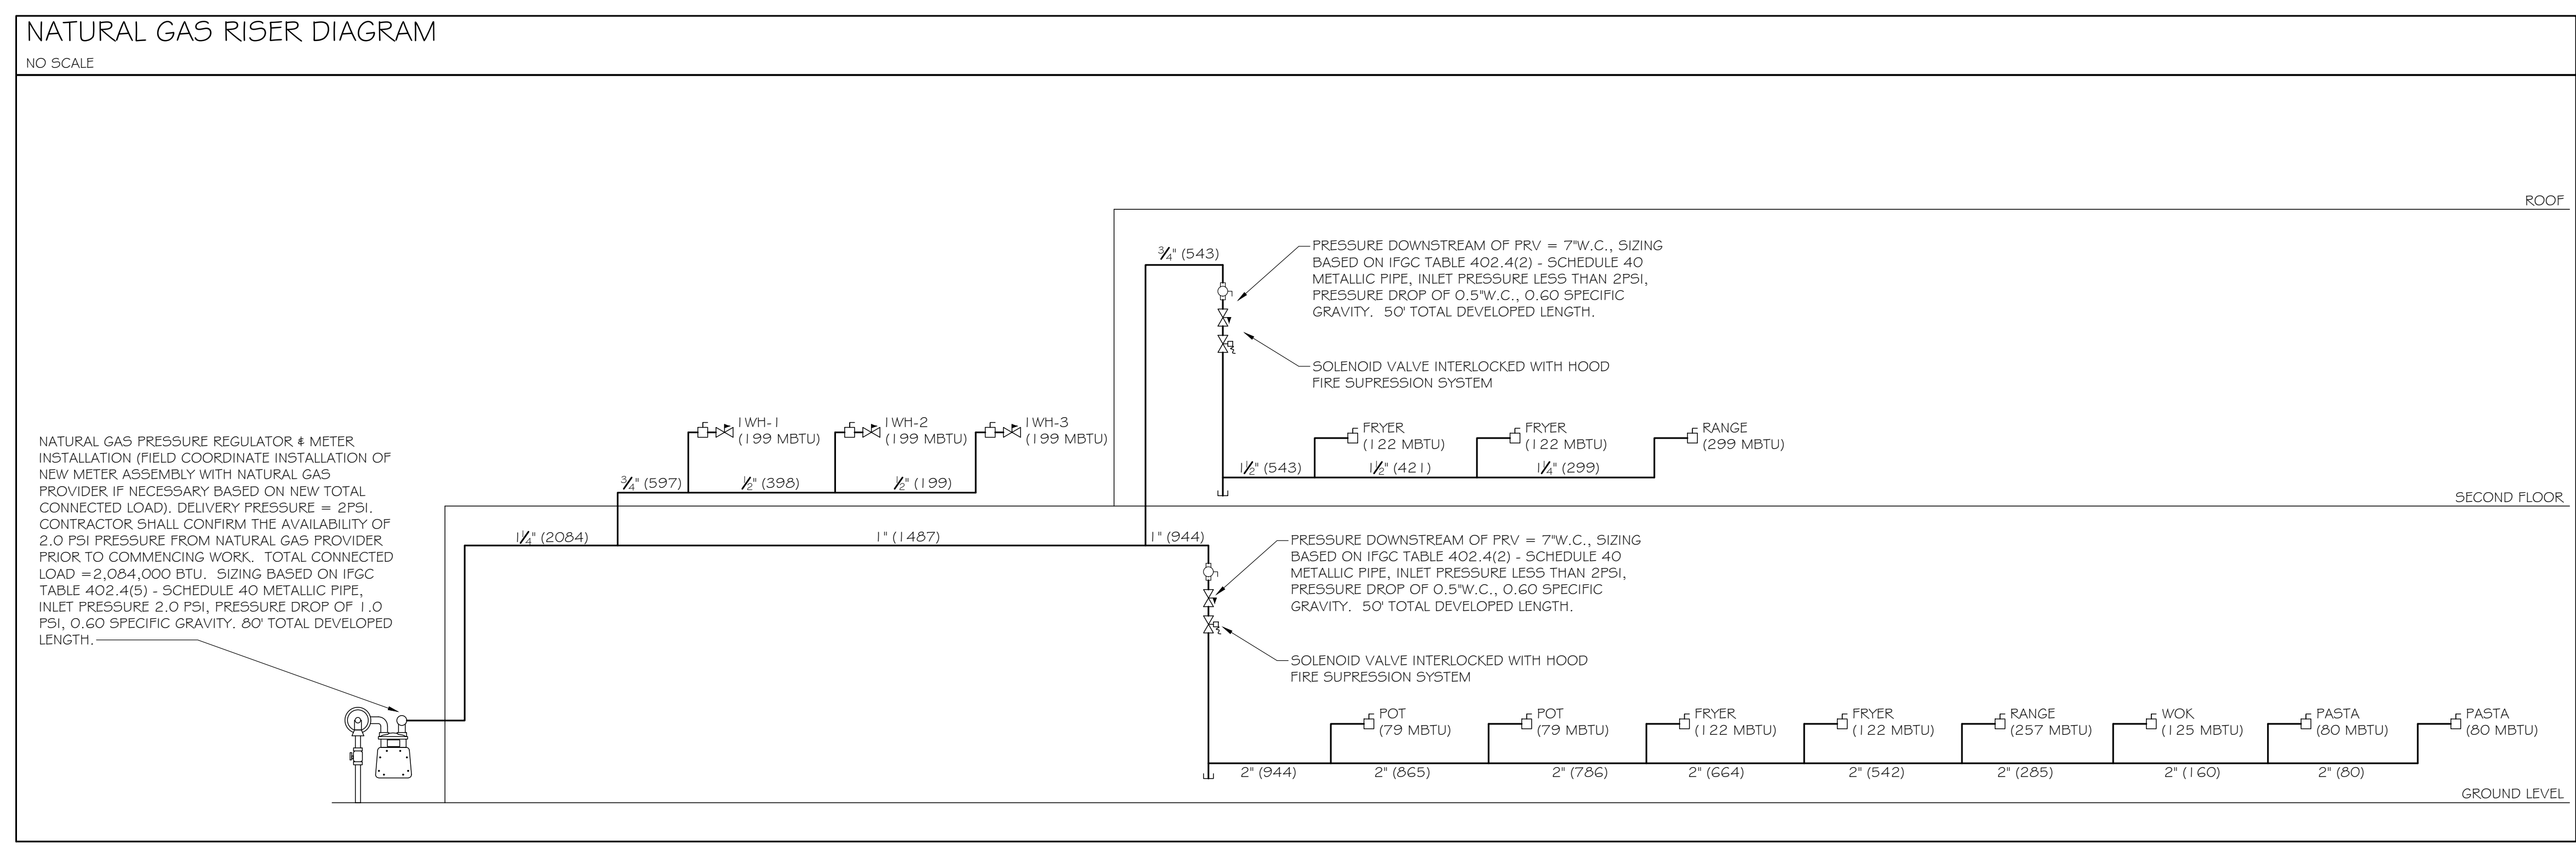 NATURAL GAS RISER DIAGRAM
NO SCALE
ROOF
3/4" (543)
PRESSURE DOWNSTREAM OF PRV = 7"W.C., SIZING
BASED ON IFGC TABLE 402.4(2) - SCHEDULE 40
METALLIC PIPE, INLET PRESSURE LESS THAN 2PSI,
PRESSURE DROP OF 0.5"W.C., 0.60 SPECIFIC
GRAVITY. 50' TOTAL DEVELOPED LENGTH.
SOLENOID VALVE INTERLOCKED WITH HOOD
FIRE SUPRESSION SYSTEM
1WH-1
(199 MBTU)
1WH-2
(199 MBTU)
1WH-3
(199 MBTU)
FRYER
(122 MBTU)
FRYER
(122 MBTU)
RANGE
(299 MBTU)
1 1/2" (543)
1 1/2" (421)
1 1/4" (299)
3/4" (597)
1/2" (398)
1/2" (199)
SECOND FLOOR
NATURAL GAS PRESSURE REGULATOR & METER
INSTALLATION (FIELD COORDINATE INSTALLATION OF
NEW METER ASSEMBLY WITH NATURAL GAS
PROVIDER IF NECESSARY BASED ON NEW TOTAL
CONNECTED LOAD). DELIVERY PRESSURE = 2PSI.
CONTRACTOR SHALL CONFIRM THE AVAILABILITY OF
2.0 PSI PRESSURE FROM NATURAL GAS PROVIDER
PRIOR TO COMMENCING WORK. TOTAL CONNECTED
LOAD =2,084,000 BTU. SIZING BASED ON IFGC
TABLE 402.4(5) - SCHEDULE 40 METALLIC PIPE,
INLET PRESSURE 2.0 PSI, PRESSURE DROP OF 1.0
PSI, 0.60 SPECIFIC GRAVITY. 80' TOTAL DEVELOPED
LENGTH.
1 1/4" (2084)
1" (1487)
1" (944)
PRESSURE DOWNSTREAM OF PRV = 7"W.C., SIZING
BASED ON IFGC TABLE 402.4(2) - SCHEDULE 40
METALLIC PIPE, INLET PRESSURE LESS THAN 2PSI,
PRESSURE DROP OF 0.5"W.C., 0.60 SPECIFIC
GRAVITY. 50' TOTAL DEVELOPED LENGTH.
SOLENOID VALVE INTERLOCKED WITH HOOD
FIRE SUPRESSION SYSTEM
POT
(79 MBTU)
POT
(79 MBTU)
FRYER
(122 MBTU)
FRYER
(122 MBTU)
RANGE
(257 MBTU)
WOK
(125 MBTU)
PASTA
(80 MBTU)
PASTA
(80 MBTU)
2" (944)
2" (865)
2" (786)
2" (664)
2" (542)
2" (285)
2" (160)
2" (80)
GROUND LEVEL